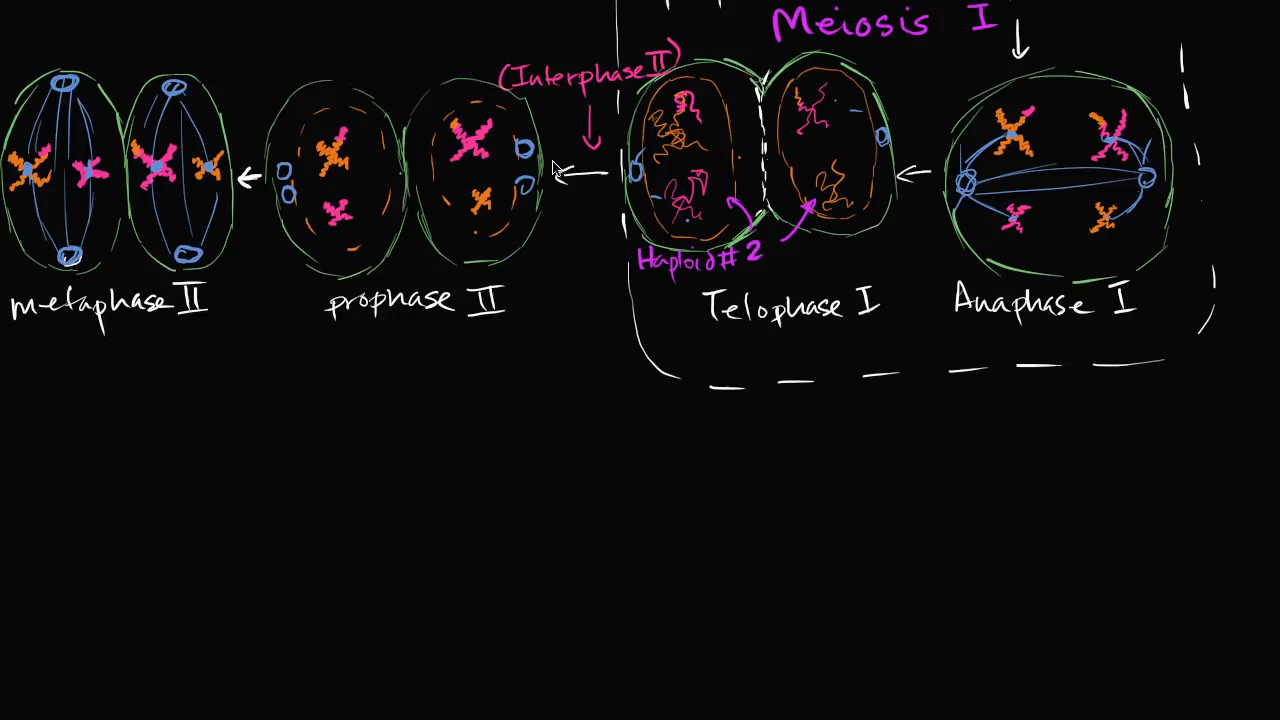 Meiosis I
(Interphase II)
Haploid # 2
metaphase II
prophase II
Telophase I
Anaphase I